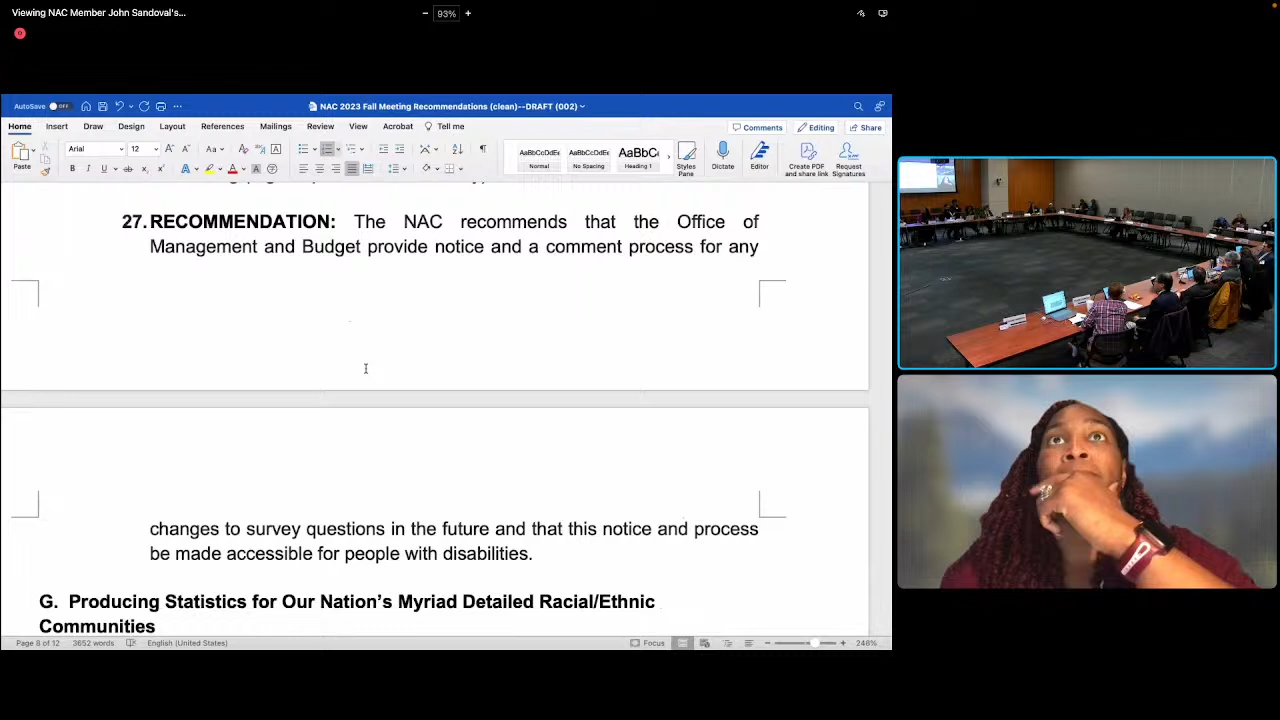 Viewing NAC Member John Sandoval's...
93%
AutoSave OFF
NAC 2023 Fall Meeting Recommendations (clean)--DRAFT (002)
Home Insert Draw Design Layout References Mailings Review View Acrobat Tell me
Comments Editing Share
Paste
Arial 12
AaBbCcDdEe AaBbCcDdEe AaBbC
Normal No Spacing Heading 1
Styles Pane
Dictate
Editor
Create PDF and share link
Request Signatures
27. RECOMMENDATION: The NAC recommends that the Office of
Management and Budget provide notice and a comment process for any
changes to survey questions in the future and that this notice and process
be made accessible for people with disabilities.
G. Producing Statistics for Our Nation's Myriad Detailed Racial/Ethnic
Communities
Page 8 of 12 3652 words English (United States) Focus 248%